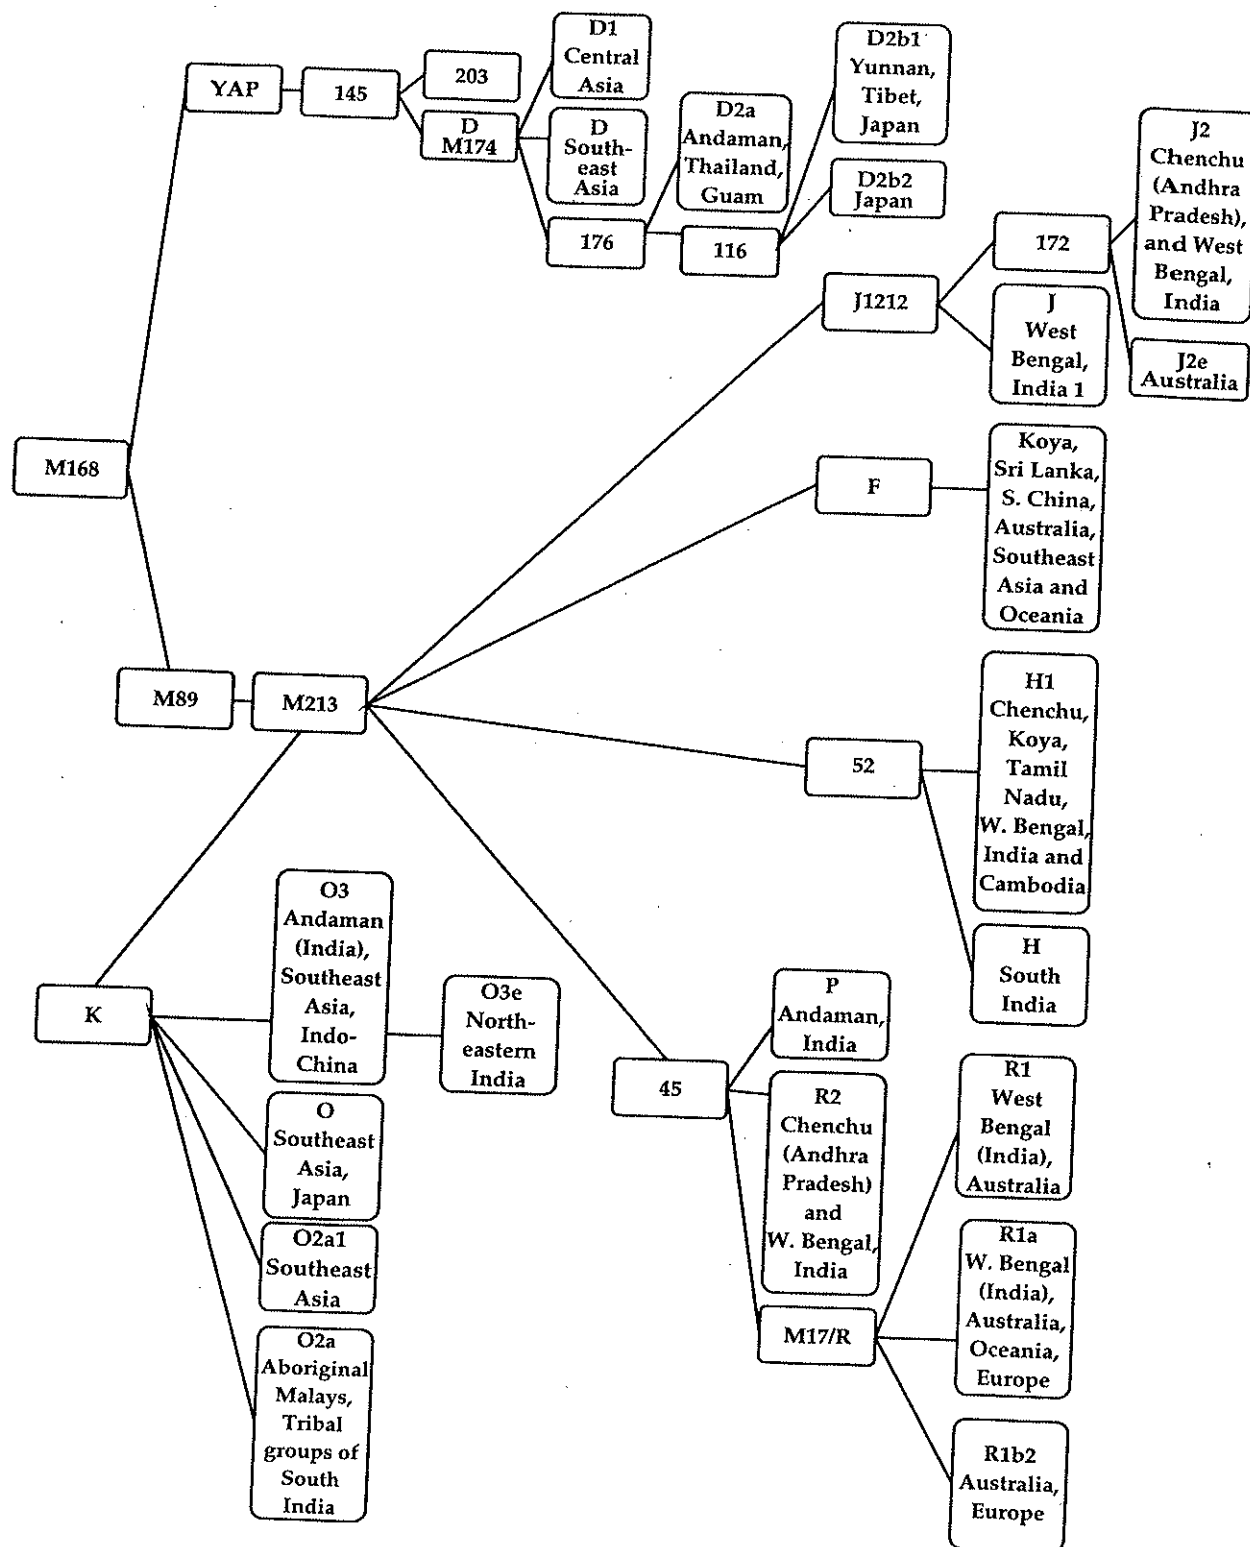 YAP
145
203
D
M174
D1
Central
Asia
D
South-
east
Asia
176
D2a
Andaman,
Thailand,
Guam
116
D2b1
Yunnan,
Tibet,
Japan
D2b2
Japan
J1212
172
J
West
Bengal,
India 1
J2
Chenchu
(Andhra
Pradesh),
and West
Bengal,
India
J2e
Australia
M168
F
Koya,
Sri Lanka,
S. China,
Australia,
Southeast
Asia and
Oceania
M89
M213
52
H1
Chenchu,
Koya,
Tamil
Nadu,
W. Bengal,
India and
Cambodia
H
South
India
K
O3
Andaman
(India),
Southeast
Asia,
Indo-
China
O3e
North-
eastern
India
O
Southeast
Asia,
Japan
O2a1
Southeast
Asia
O2a
Aboriginal
Malays,
Tribal
groups of
South
India
45
P
Andaman,
India
R2
Chenchu
(Andhra
Pradesh)
and
W. Bengal,
India
M17/R
R1
West
Bengal
(India),
Australia
R1a
W. Bengal
(India),
Australia,
Oceania,
Europe
R1b2
Australia,
Europe